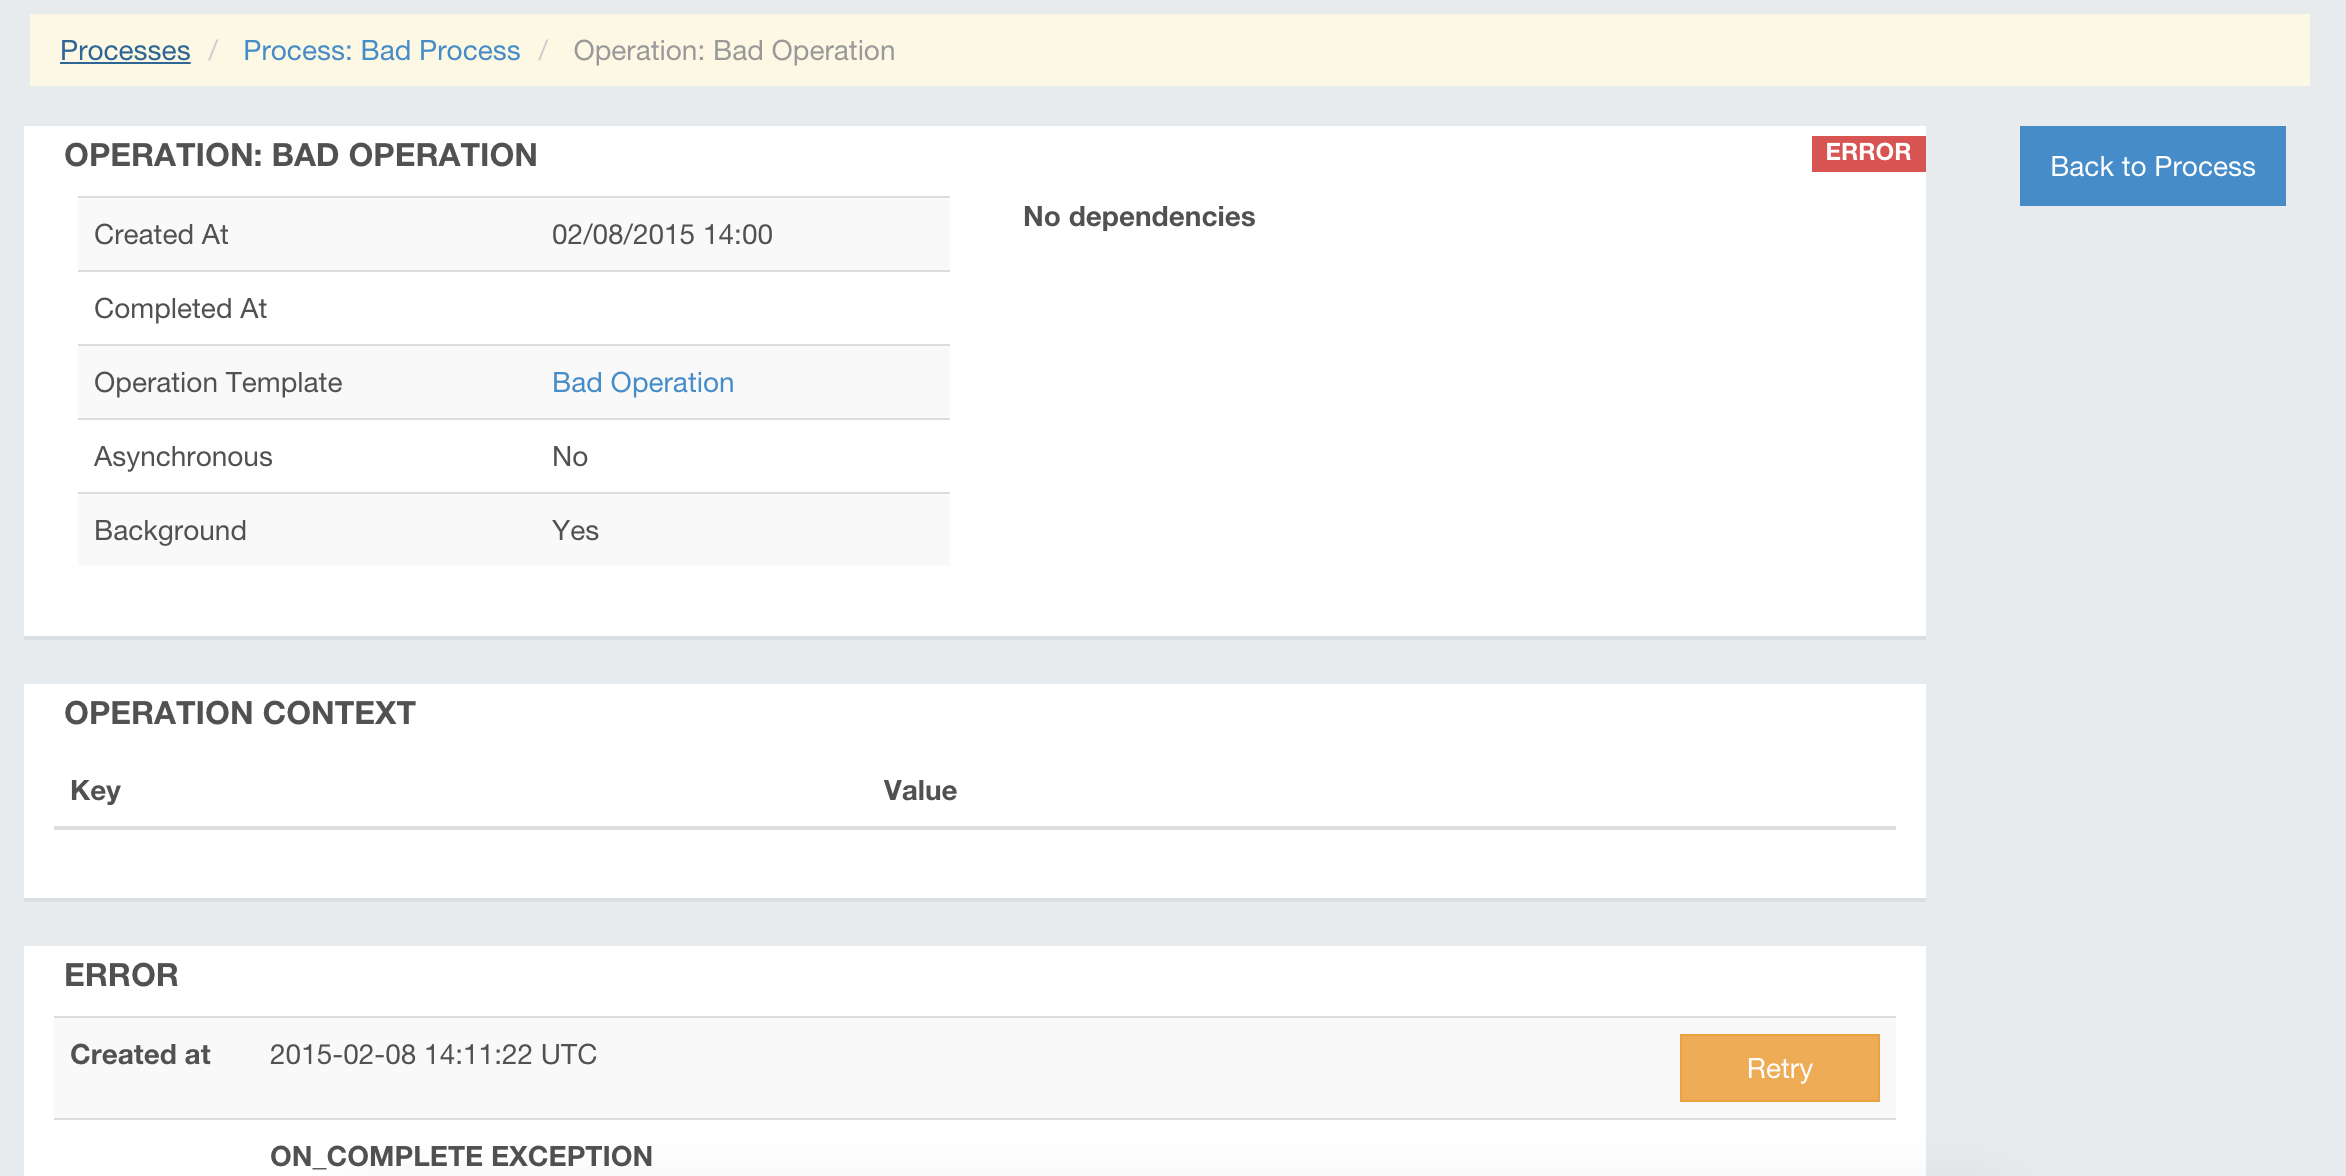 Processes / Process: Bad Process / Operation: Bad Operation
OPERATION: BAD OPERATION
ERROR
Back to Process
Created At 02/08/2015 14:00
Completed At
Operation Template Bad Operation
Asynchronous No
Background Yes
No dependencies
OPERATION CONTEXT
Key Value
ERROR
Created at 2015-02-08 14:11:22 UTC
Retry
ON_COMPLETE EXCEPTION